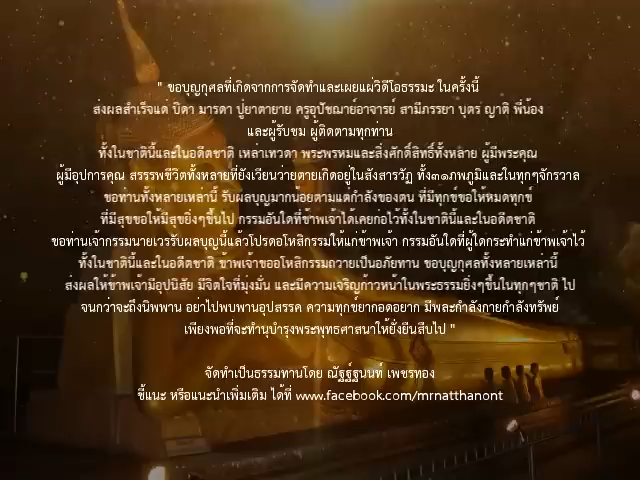 " ขอบุญกุศลที่เกิดจากการจัดทำและเผยแผ่วิดีโอธรรมะ ในครั้งนี้
ส่งผลสำเร็จแด่ บิดา มารดา ปู่ยาตายาย ครูอุปัชฌาย์อาจารย์ สามีภรรยา บุตร ญาติ พี่น้อง
และผู้รับชม ผู้ติดตามทุกท่าน
ทั้งในชาตินี้และในอดีตชาติ เหล่าเทวดา พระพรหมและสิ่งศักดิ์สิทธิ์ทั้งหลาย ผู้มีพระคุณ
ผู้มีอุปการคุณ สรรรพชีวิตทั้งหลายที่ยังเวียนว่ายตายเกิดอยู่ในสังสารวัฏ ทั้ง๓๑ภพภูมิและในทุกๆจักรวาล
ขอท่านทั้งหลายเหล่านี้ รับผลบุญมากน้อยตามแต่กำลังของตน ที่มีทุกข์ขอให้หมดทุกข์
ที่มีสุขขอให้มีสุขยิ่งๆขึ้นไป กรรมอันใดที่ข้าพเจ้าได้เคยก่อไว้ทั้งในชาตินี้และในอดีตชาติ
ขอท่านเจ้ากรรมนายเวรรับผลบุญนี้แล้วโปรดอโหสิกรรมให้แก่ข้าพเจ้า กรรมอันใดที่ผู้ใดกระทำแก่ข้าพเจ้าไว้
ทั้งในชาตินี้และในอดีตชาติ ข้าพเจ้าขออโหสิกรรมถวายเป็นอภัยทาน ขอบุญกุศลทั้งหลายเหล่านี้
ส่งผลให้ข้าพเจ้ามีอุปนิสัย มีจิตใจที่มุ่งมั่น และมีความเจริญก้าวหน้าในพระธรรมยิ่งๆขึ้นในทุกๆชาติ ไป
จนกว่าจะถึงนิพพาน อย่าไปพบพานอุปสรรค ความทุกข์ยากอดอยาก มีพละกำลังกายกำลังทรัพย์
เพียงพอที่จะทำนุบำรุงพระพุทธศาสนาให้ยั่งยืนสืบไป "
จัดทำเป็นธรรมทานโดย ณัฐฐ์ฐนนท์ เพชรทอง
ขี้แนะ หรือแนะนำเพิ่มเติม ได้ที่ www.facebook.com/mrnatthanont